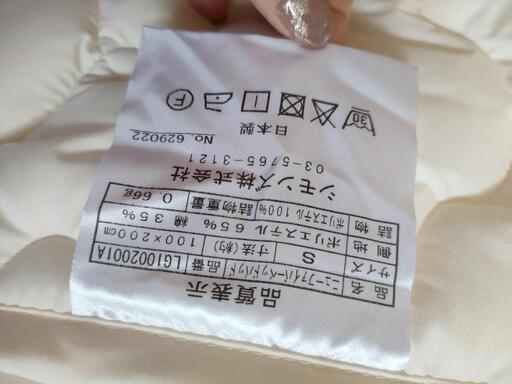 品質表示
品名 ニューファイバーベッドパッド 品番 LG10020001A
サイズ S 寸法(約) 100×200cm
側地 ポリエステル 65% 綿 35%
詰物 ポリエステル 100% 詰物重量 0.66g
シモンズ株式会社
03-5765-3121
日本製 No. 629022
30 F